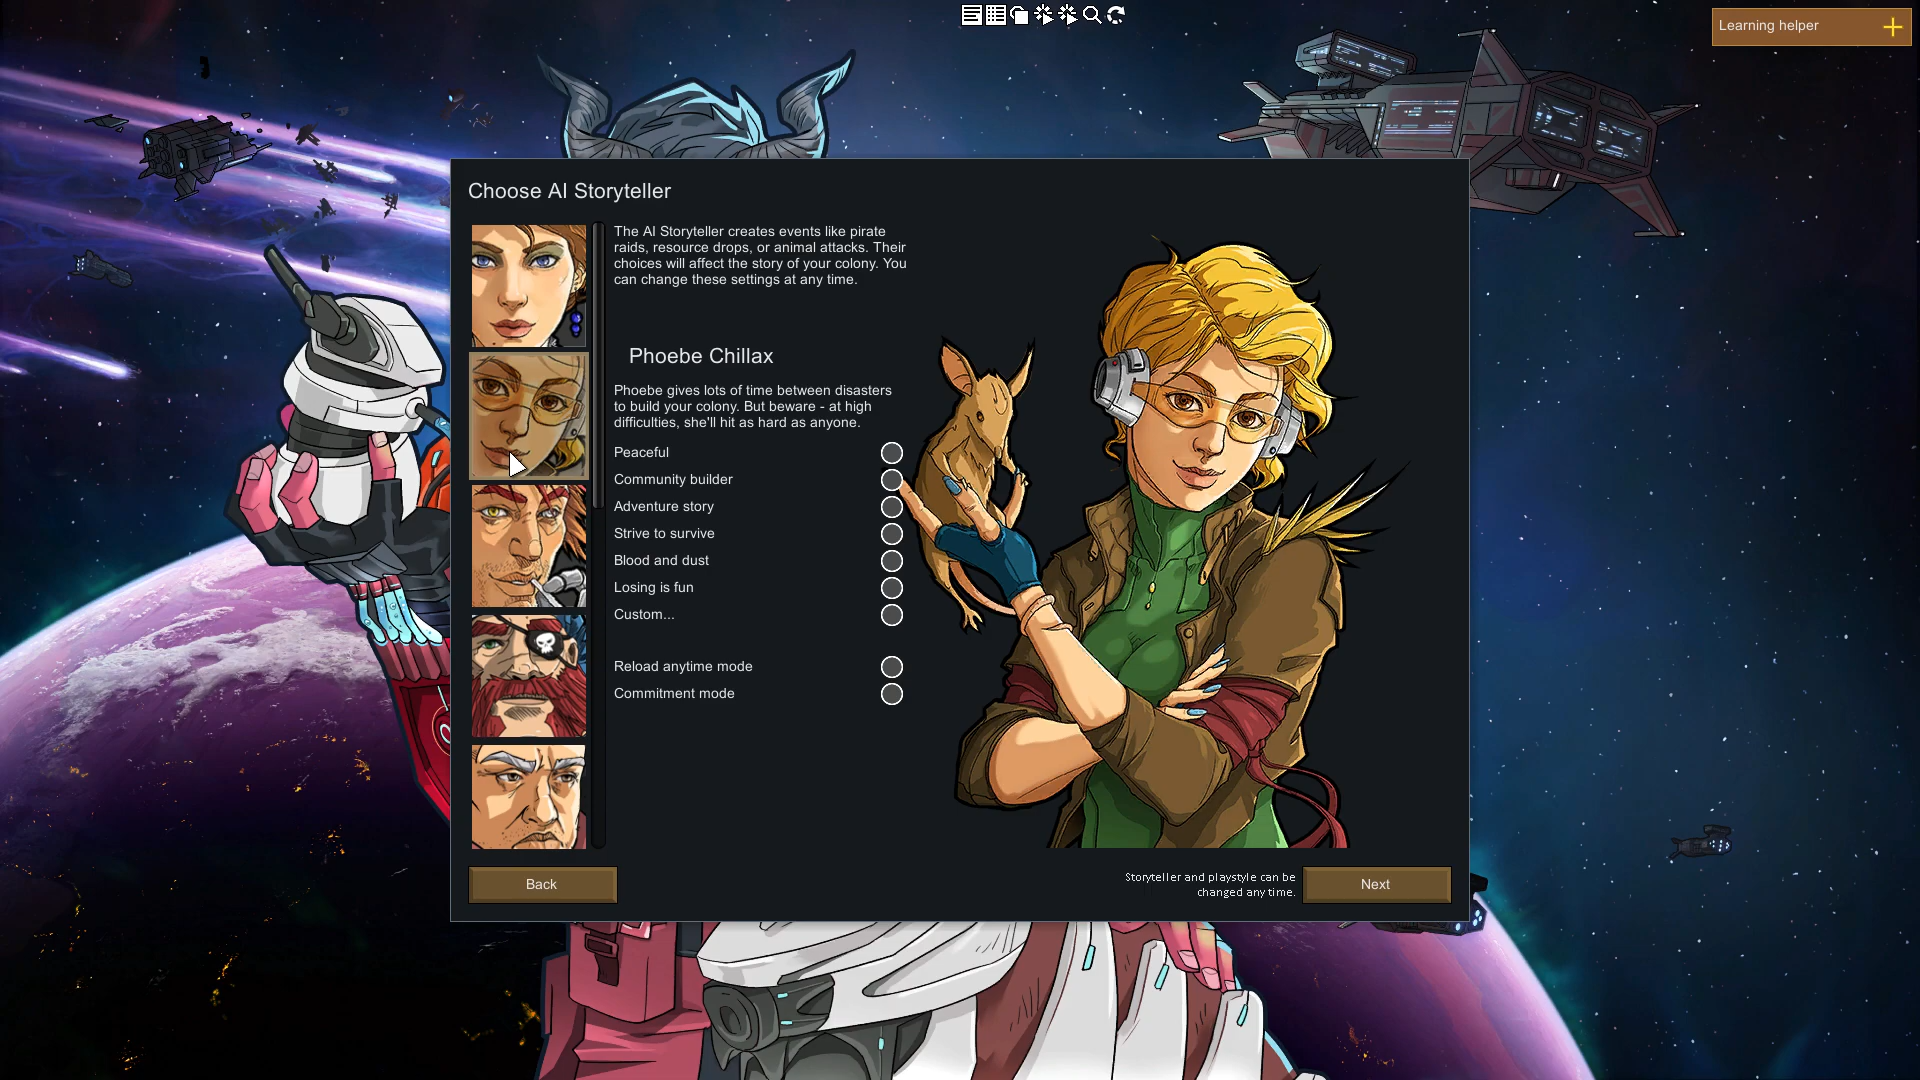 Learning helper
Choose AI Storyteller
The AI Storyteller creates events like pirate
raids, resource drops, or animal attacks. Their
choices will affect the story of your colony. You
can change these settings at any time.
Phoebe Chillax
Phoebe gives lots of time between disasters
to build your colony. But beware - at high
difficulties, she'll hit as hard as anyone.
Peaceful
Community builder
Adventure story
Strive to survive
Blood and dust
Losing is fun
Custom...
Reload anytime mode
Commitment mode
Back
Storyteller and playstyle can be
changed any time.
Next